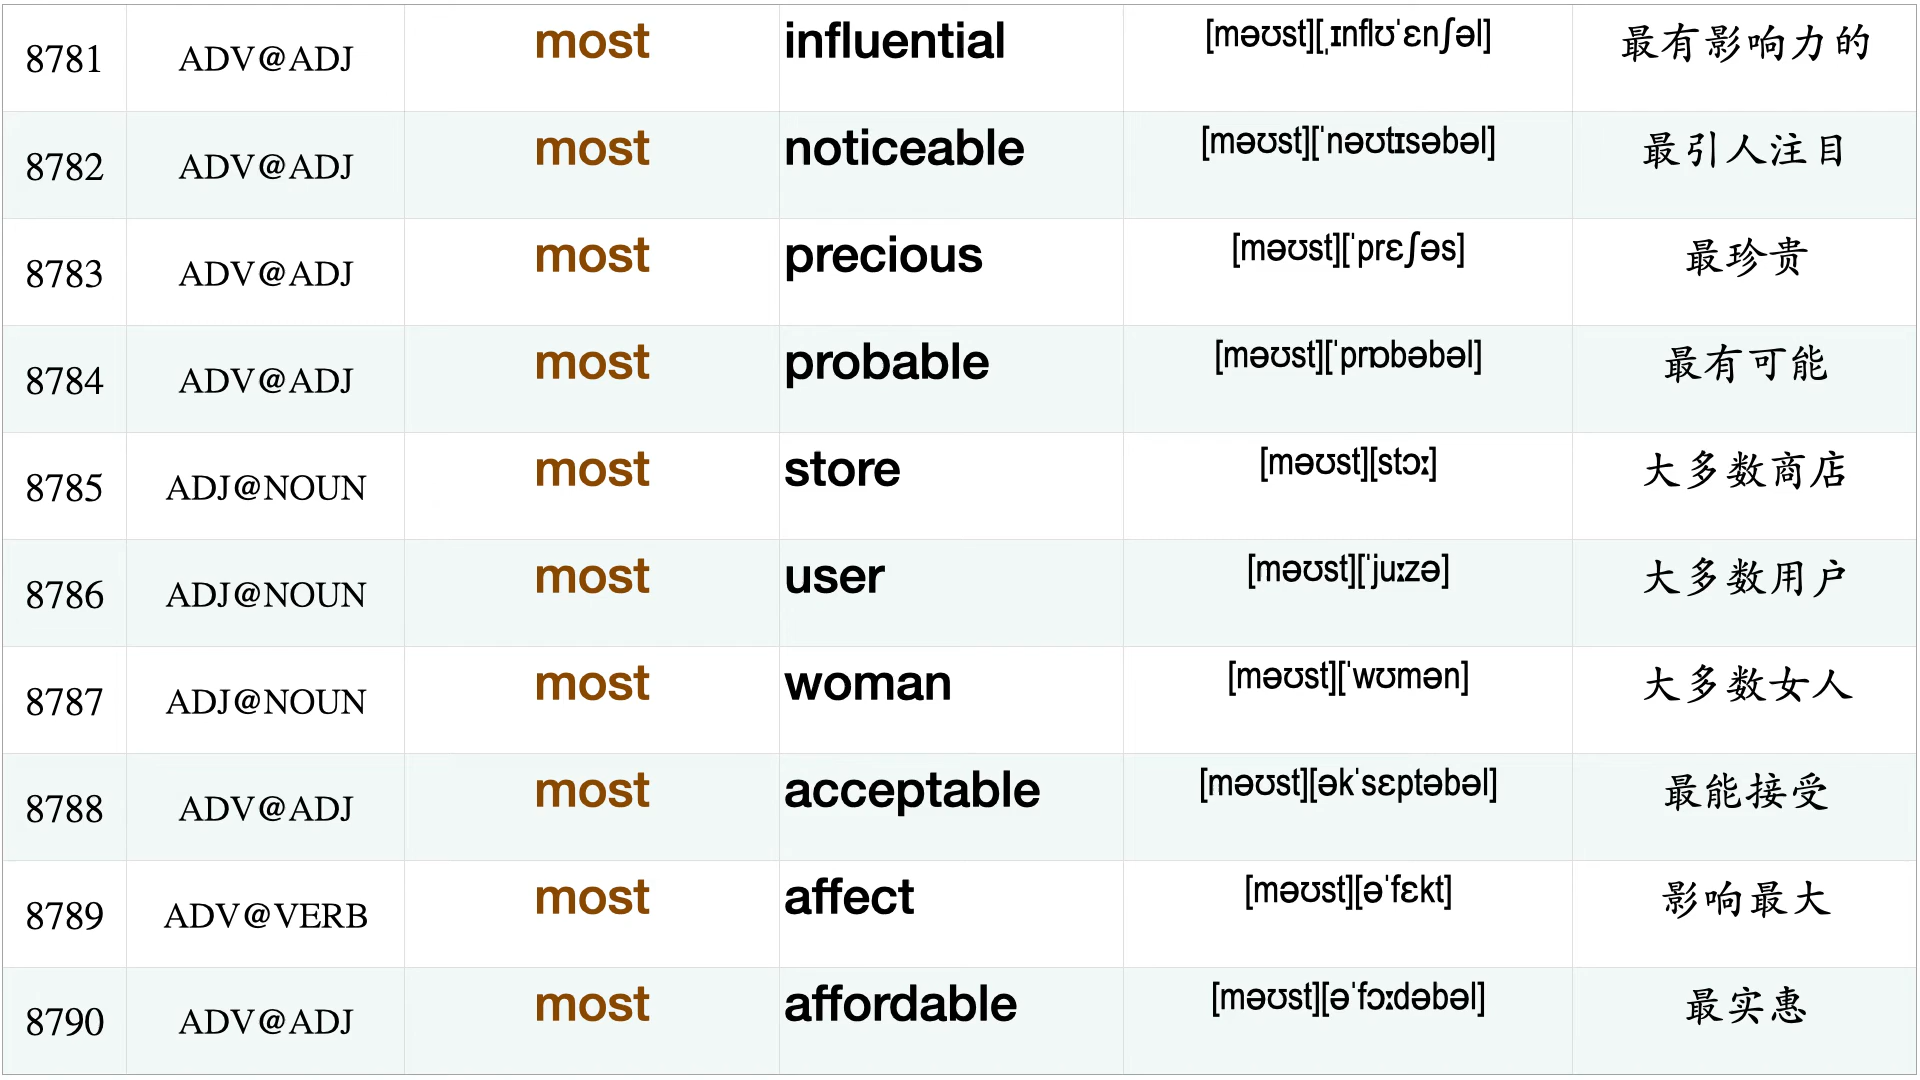 8781 ADV@ADJ most influential [məʊst][ˌɪnflʊˈɛnʃəl] 最有影响力的
8782 ADV@ADJ most noticeable [məʊst][ˈnəʊtɪsəbəl] 最引人注目
8783 ADV@ADJ most precious [məʊst][ˈprɛʃəs] 最珍贵
8784 ADV@ADJ most probable [məʊst][ˈprɒbəbəl] 最有可能
8785 ADJ@NOUN most store [məʊst][stɔː] 大多数商店
8786 ADJ@NOUN most user [məʊst][ˈjuːzə] 大多数用户
8787 ADJ@NOUN most woman [məʊst][ˈwʊmən] 大多数女人
8788 ADV@ADJ most acceptable [məʊst][əkˈsɛptəbəl] 最能接受
8789 ADV@VERB most affect [məʊst][əˈfɛkt] 影响最大
8790 ADV@ADJ most affordable [məʊst][əˈfɔːdəbəl] 最实惠